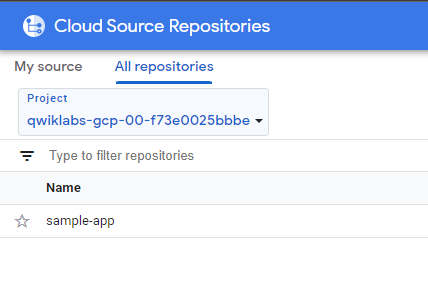 Cloud Source Repositories
My source All repositories
Project
qwiklabs-gcp-00-f73e0025bbbe
Type to filter repositories
Name
sample-app